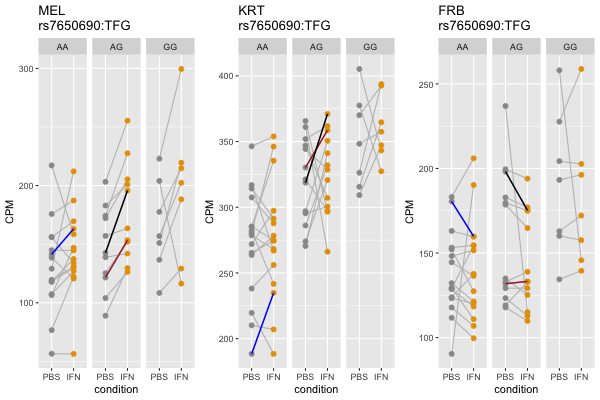 MEL
rs7650690:TFG
AA AG GG
CPM
300
200
100
PBS IFN PBS IFN PBS IFN
condition
KRT
rs7650690:TFG
AA AG GG
CPM
400
350
300
250
200
PBS IFN PBS IFN PBS IFN
condition
FRB
rs7650690:TFG
AA AG GG
CPM
250
200
150
100
PBS IFN PBS IFN PBS IFN
condition